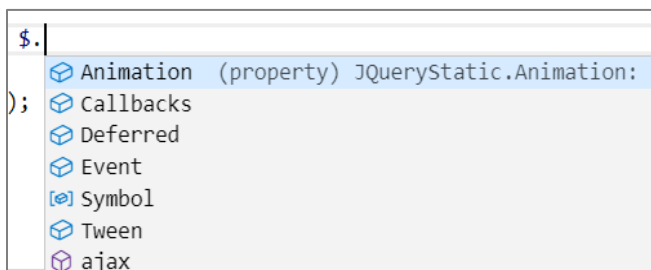 $.
Animation (property) JQueryStatic.Animation:
); Callbacks
Deferred
Event
Symbol
Tween
ajax